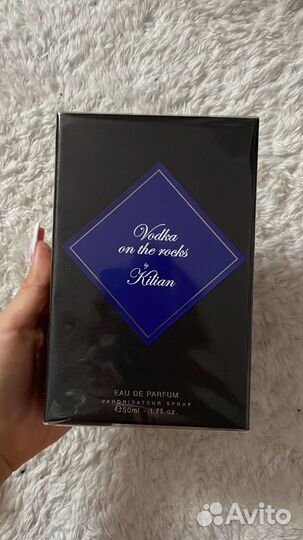 Vodka
on the rocks
by
Kilian
EAU DE PARFUM
VAPORISATEUR SPRAY
℮50ml - 1.7fl.oz.
Avito